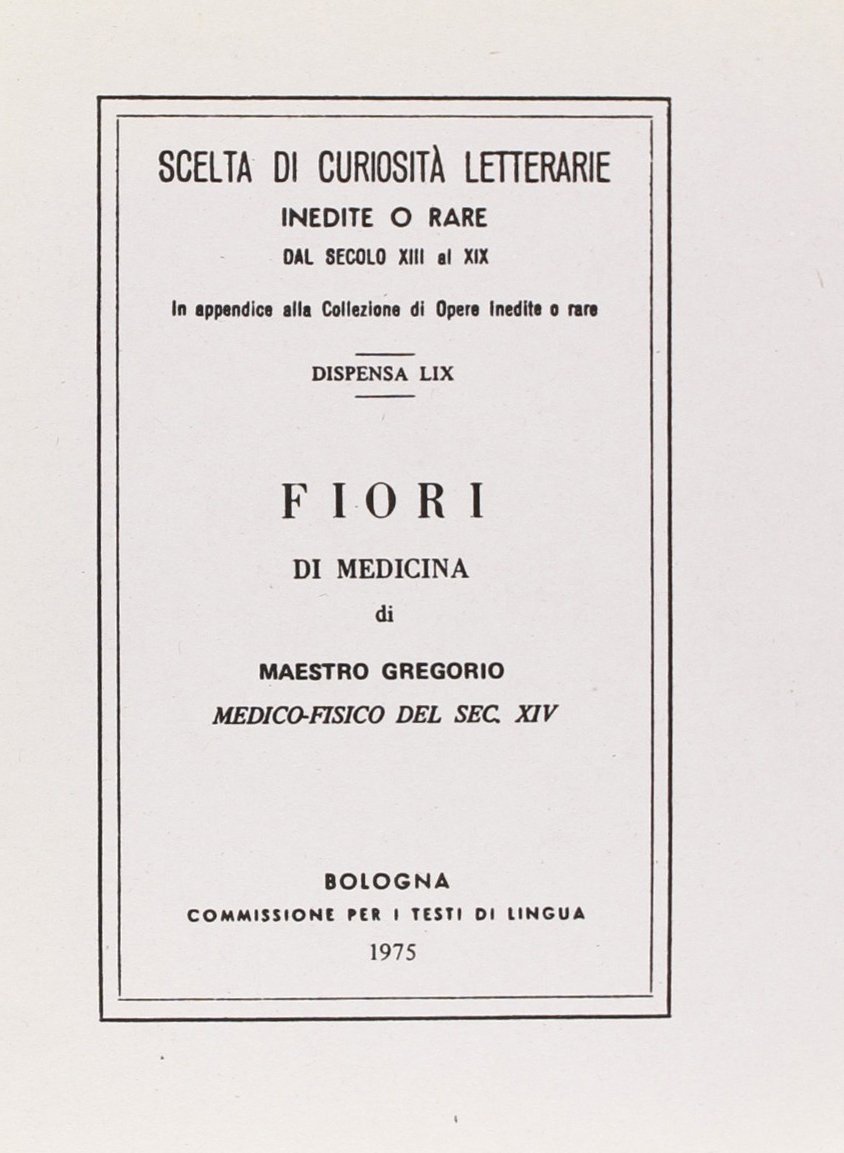 SCELTA DI CURIOSITÀ LETTERARIE
INEDITE O RARE
DAL SECOLO XIII al XIX
In appendice alla Collezione di Opere Inedite o rare
DISPENSA LIX
FIORI
DI MEDICINA
di
MAESTRO GREGORIO
MEDICO-FISICO DEL SEC. XIV
BOLOGNA
COMMISSIONE PER I TESTI DI LINGUA
1975